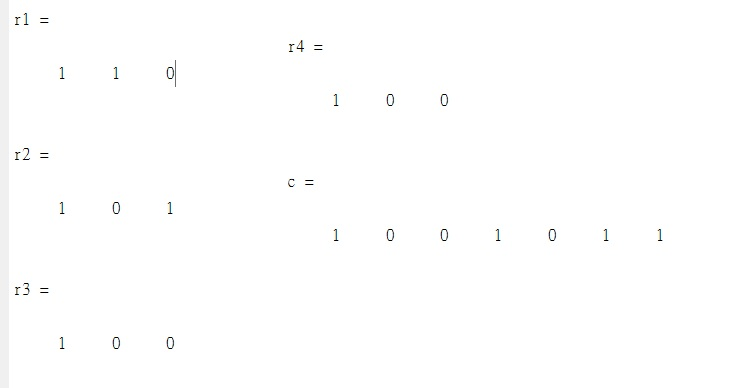 r1 =
1 1 0
r2 =
1 0 1
r3 =
1 0 0
r4 =
1 0 0
c =
1 0 0 1 0 1 1